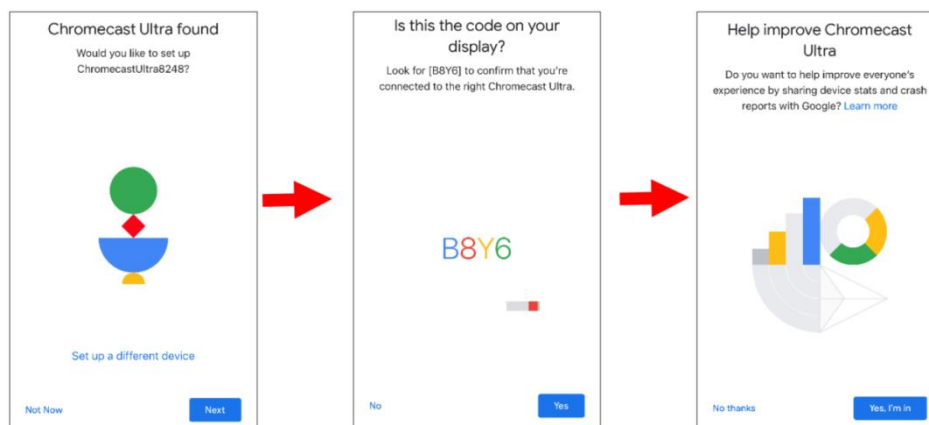 Chromecast Ultra found
Would you like to set up
ChromecastUltra8248?
Set up a different device
Not Now
Next
Is this the code on your
display?
Look for [B8Y6] to confirm that you're
connected to the right Chromecast Ultra.
B8Y6
No
Yes
Help improve Chromecast
Ultra
Do you want to help improve everyone's
experience by sharing device stats and crash
reports with Google? Learn more
No thanks
Yes, I'm in